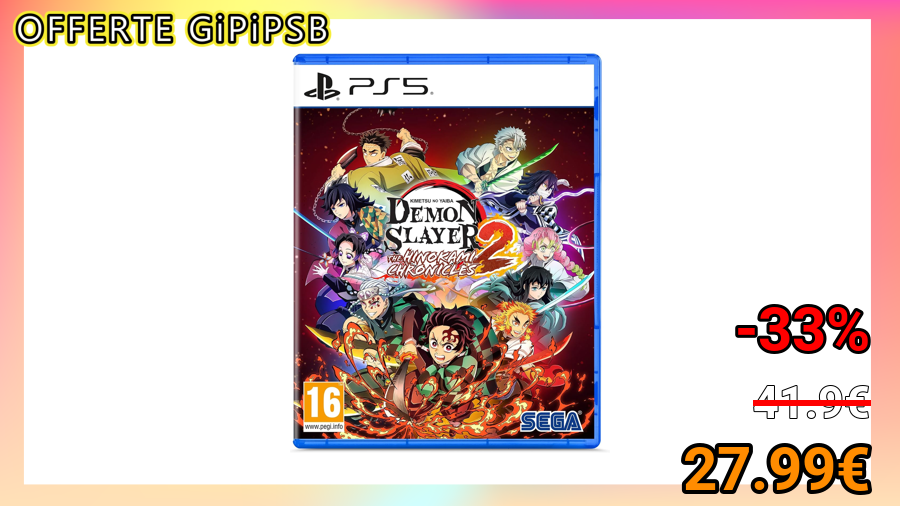 OFFERTE GiPiPSB
PS5
KIMETSU NO YAIBA
DEMON
SLAYER
THE HINOKAMI
CHRONICLES 2
16
www.pegi.info
SEGA
-33%
41.9€
27.99€